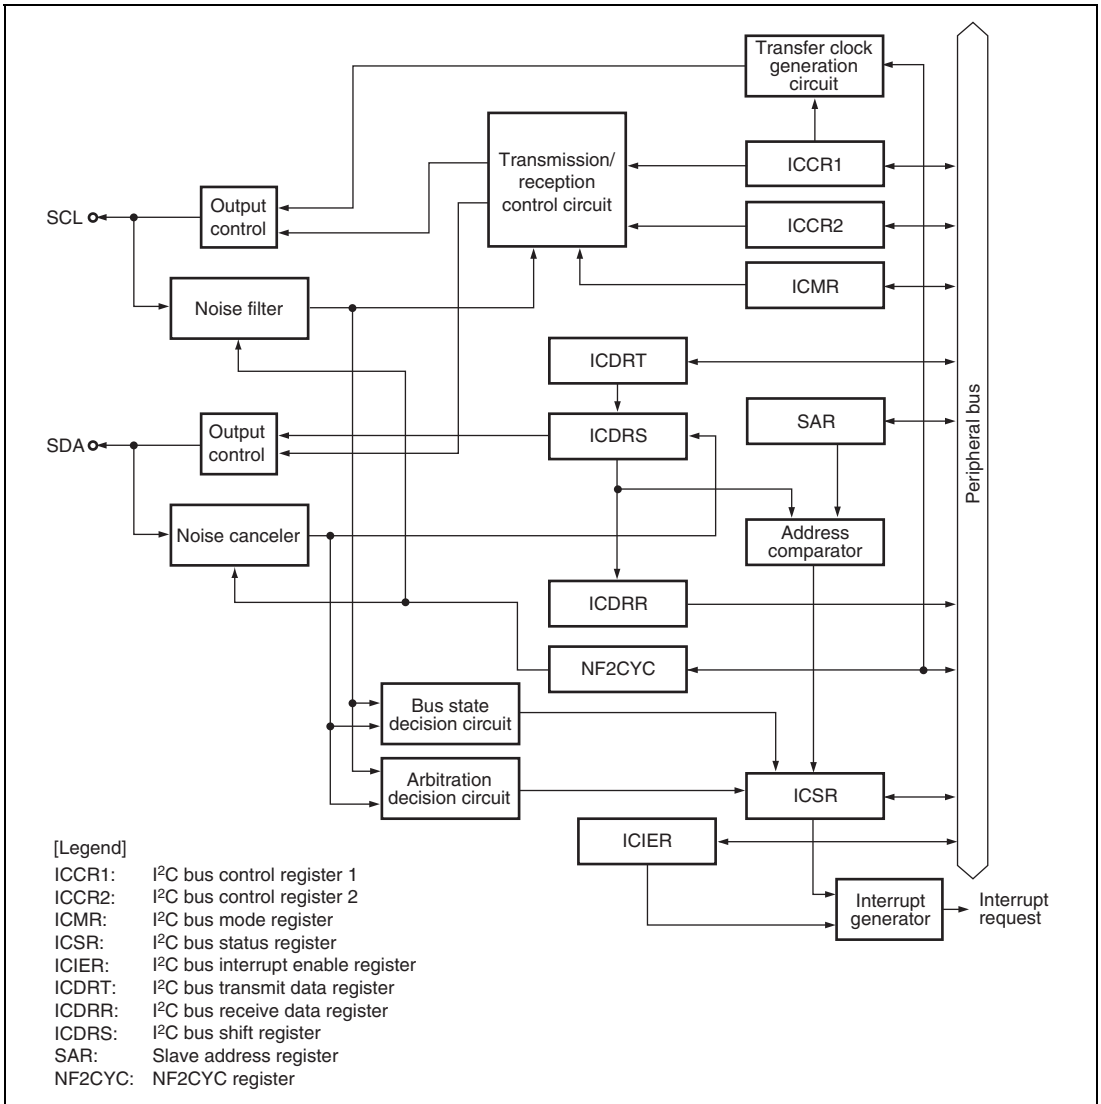 Transfer clock
generation
circuit
Transmission/
reception
control circuit
ICCR1
Output
control
SCL
ICCR2
ICMR
Noise filter
ICDRT
Peripheral bus
SAR
Output
control
ICDRS
SDA
Noise canceler
Address
comparator
ICDRR
NF2CYC
Bus state
decision circuit
Arbitration
decision circuit
ICSR
ICIER
Interrupt
generator
Interrupt
request
[Legend]
ICCR1: I²C bus control register 1
ICCR2: I²C bus control register 2
ICMR: I²C bus mode register
ICSR: I²C bus status register
ICIER: I²C bus interrupt enable register
ICDRT: I²C bus transmit data register
ICDRR: I²C bus receive data register
ICDRS: I²C bus shift register
SAR: Slave address register
NF2CYC: NF2CYC register